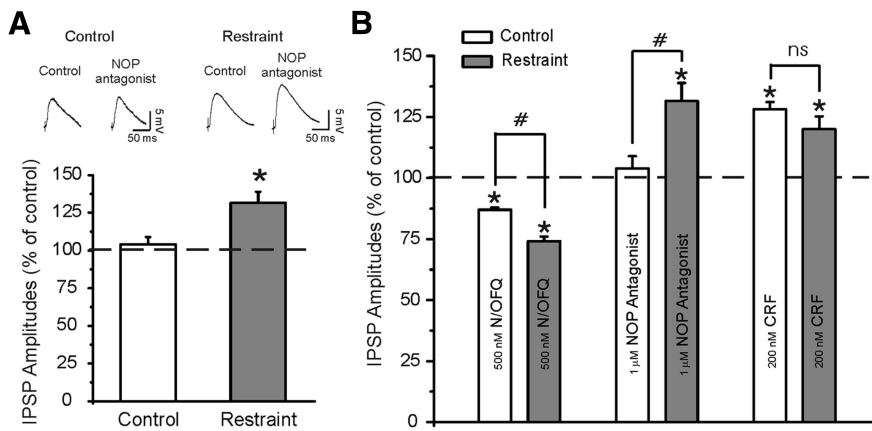 A
Control
Restraint
Control
NOP
antagonist
Control
NOP
antagonist
5 mV
50 ms
5 mV
50 ms
IPSP Amplitudes (% of control)
150
125
100
75
50
25
0
*
Control
Restraint
B
Control
Restraint
IPSP Amplitudes (% of control)
150
125
100
75
50
25
0
#
*
*
#
*
ns
*
*
500 nM N/OFQ
500 nM N/OFQ
1 μM NOP Antagonist
1 μM NOP Antagonist
200 nM CRF
200 nM CRF